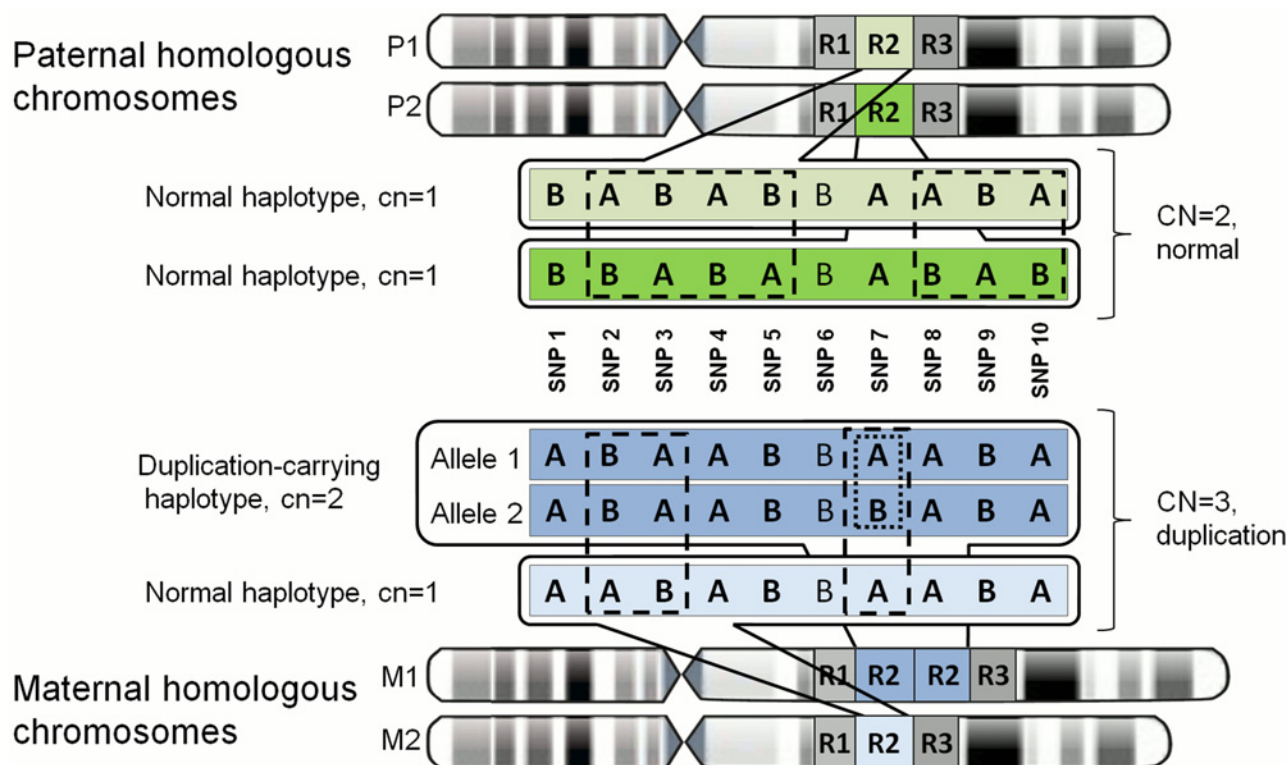 Paternal homologous
chromosomes
P1 R1 R2 R3
P2 R1 R2 R3
Normal haplotype, cn=1 B A B A B B A A B A
Normal haplotype, cn=1 B B A B A B A B A B
CN=2,
normal
SNP 1 SNP 2 SNP 3 SNP 4 SNP 5 SNP 6 SNP 7 SNP 8 SNP 9 SNP 10
Duplication-carrying
haplotype, cn=2
Allele 1 A B A A B B A A B A
Allele 2 A B A A B B B A B A
Normal haplotype, cn=1 A A B A B B A A B A
CN=3,
duplication
Maternal homologous
chromosomes
M1 R1 R2 R2 R3
M2 R1 R2 R3